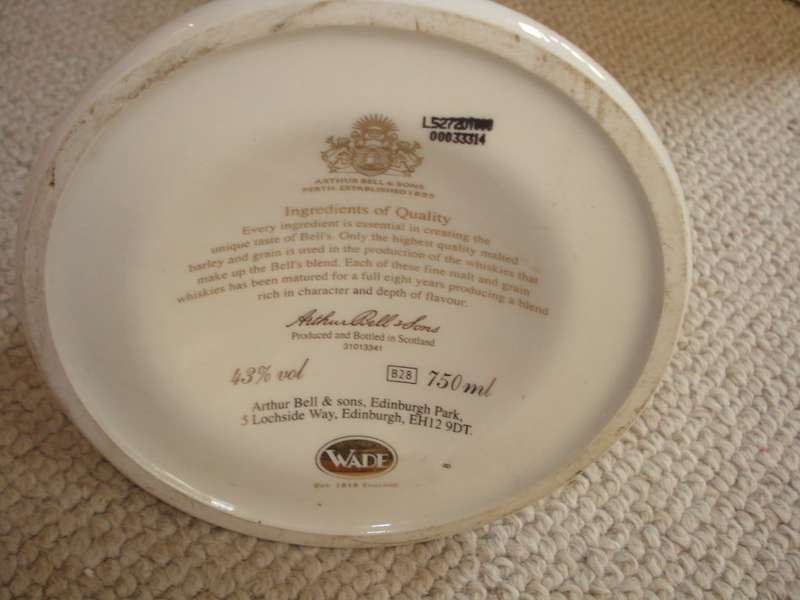 L5272
00033314
ARTHUR BELL & SONS
PERTH ESTABLISHED 1825
Ingredients of Quality
Every ingredient is essential in creating the
unique taste of Bell's. Only the highest quality malted
barley and grain is used in the production of the whiskies that
make up the Bell's blend. Each of these fine malt and grain
whiskies has been matured for a full eight years producing a blend
rich in character and depth of flavour.
Arthur Bell & Sons
Produced and Bottled in Scotland
31013341
43% vol
B28 750ml
Arthur Bell & sons, Edinburgh Park,
5 Lochside Way, Edinburgh, EH12 9DT.
WADE
Est. 1810 England